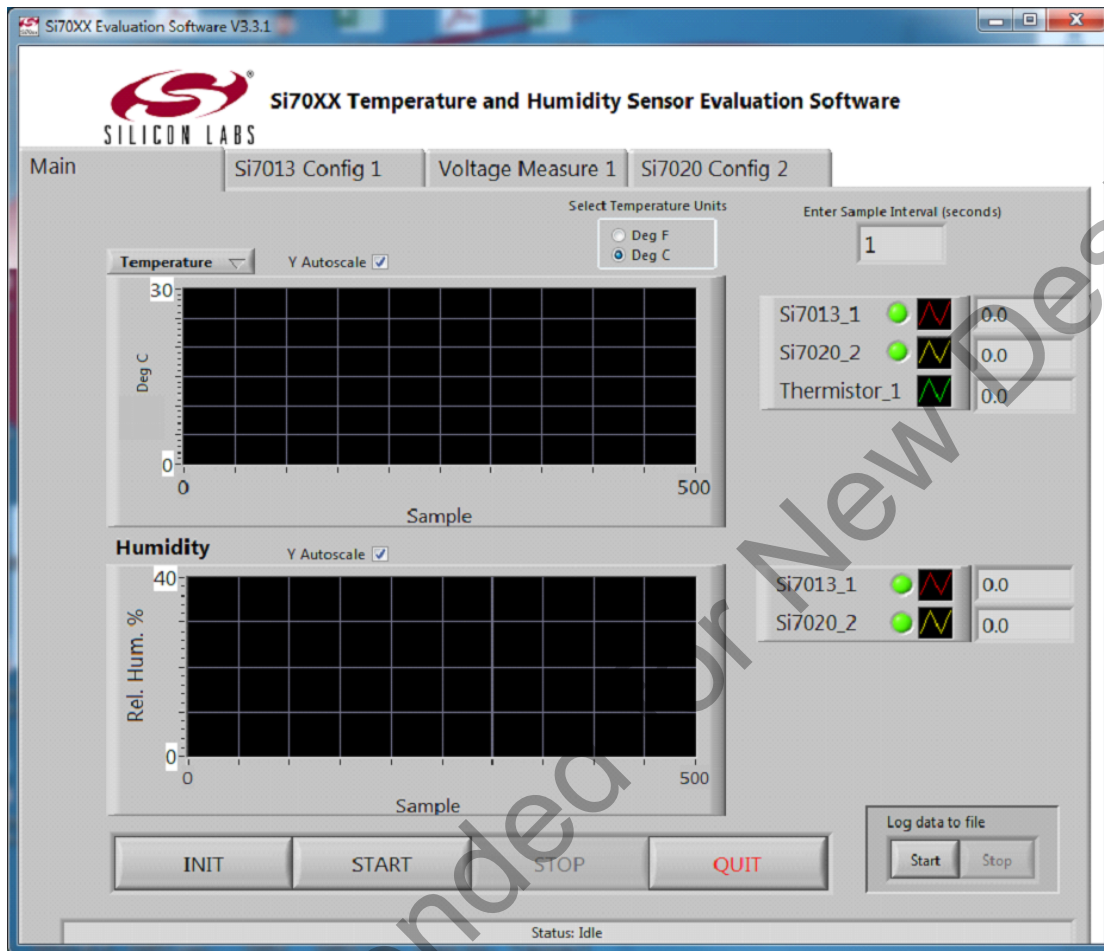 Si70XX Evaluation Software V3.3.1
SILICON LABS®
Si70XX Temperature and Humidity Sensor Evaluation Software
Main
Si7013 Config 1
Voltage Measure 1
Si7020 Config 2
Select Temperature Units
Deg F
Deg C
Enter Sample Interval (seconds)
1
Temperature
Y Autoscale
30
Deg C
0
0
500
Sample
Si7013_1
0.0
Si7020_2
0.0
Thermistor_1
0.0
Humidity
Y Autoscale
40
Rel. Hum. %
0
0
500
Sample
Si7013_1
0.0
Si7020_2
0.0
INIT
START
STOP
QUIT
Log data to file
Start
Stop
Status: Idle
nded or New Des